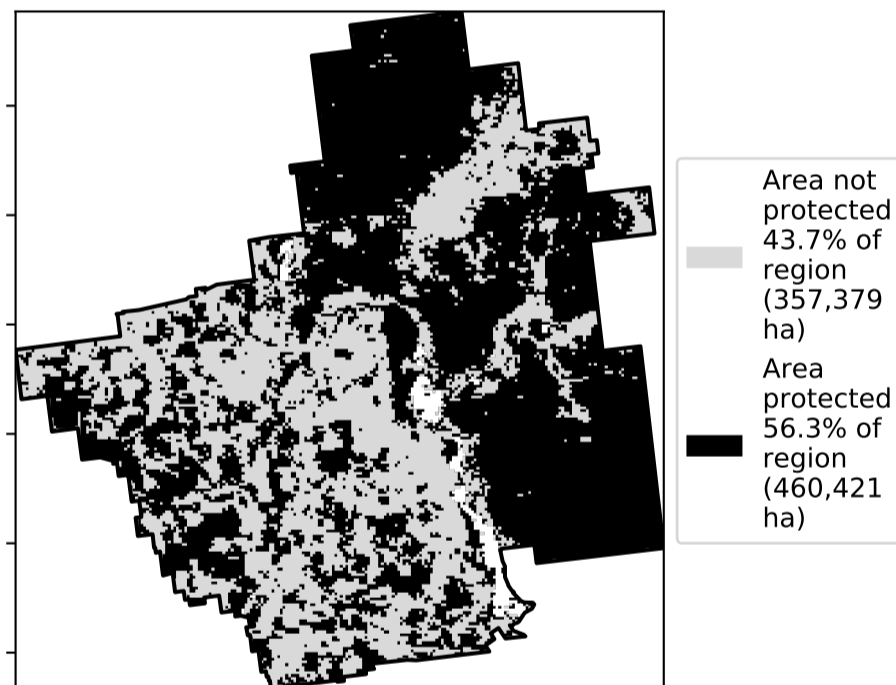 Area not
protected
43.7% of
region
(357,379
ha)
Area
protected
56.3% of
region
(460,421
ha)